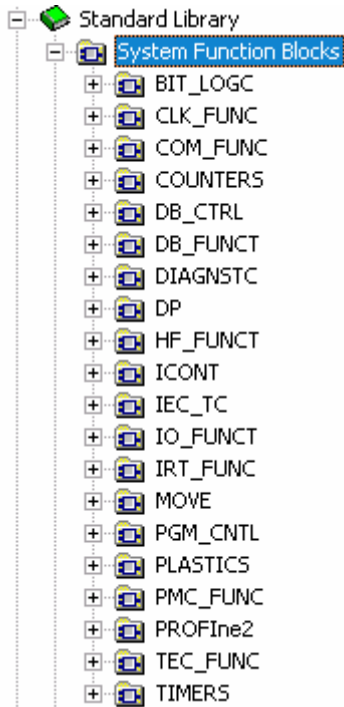 Standard Library
System Function Blocks
BIT_LOGC
CLK_FUNC
COM_FUNC
COUNTERS
DB_CTRL
DB_FUNCT
DIAGNSTC
DP
HF_FUNCT
ICONT
IEC_TC
IO_FUNCT
IRT_FUNC
MOVE
PGM_CNTL
PLASTICS
PMC_FUNC
PROFIne2
TEC_FUNC
TIMERS